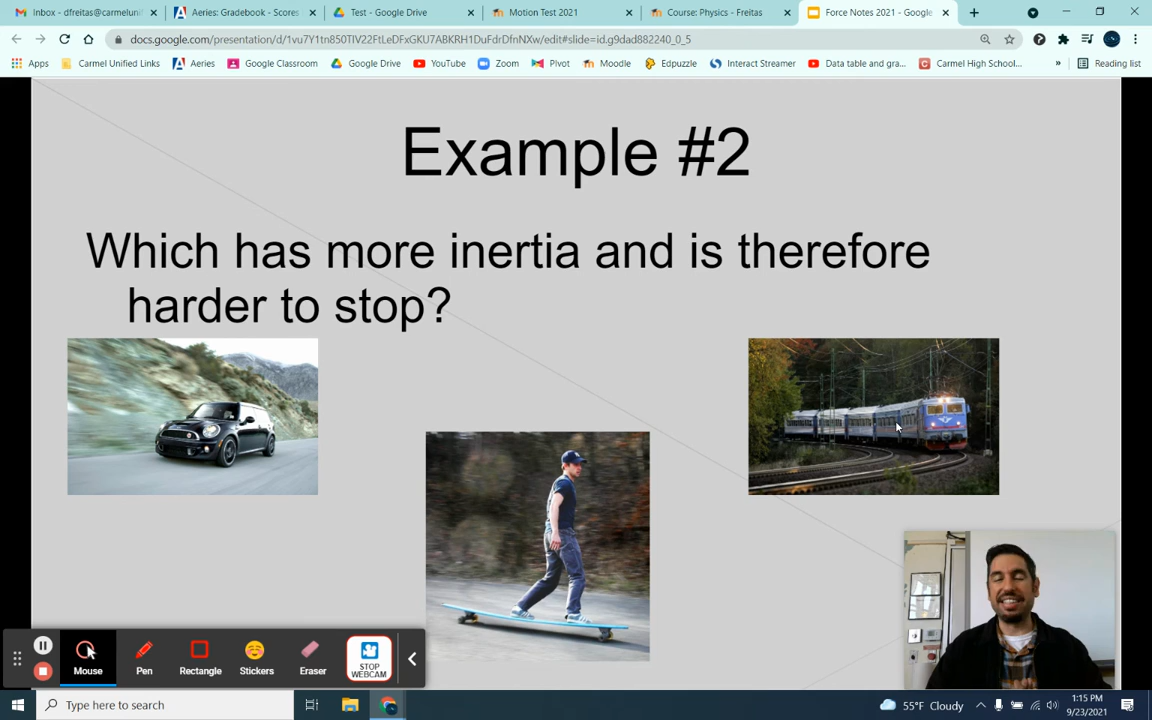 Inbox - dfreitas@carmeluni
Aeries: Gradebook - Scores
Test - Google Drive
Motion Test 2021
Course: Physics - Freitas
Force Notes 2021 - Google
docs.google.com/presentation/d/1vu7Y1tn850TIV22FtLeDFxGKU7ABKRH1DuFdrDfnNXw/edit#slide=id.g9dad882240_0_5
Apps
Carmel Unified Links
Aeries
Google Classroom
Google Drive
YouTube
Zoom
Pivot
Moodle
Edpuzzle
Interact Streamer
Data table and gra...
Carmel High School...
»
Reading list
Example #2
Which has more inertia and is therefore
harder to stop?
Mouse
Pen
Rectangle
Stickers
Eraser
STOP
WEBCAM
Type here to search
55°F Cloudy
1:15 PM
9/23/2021